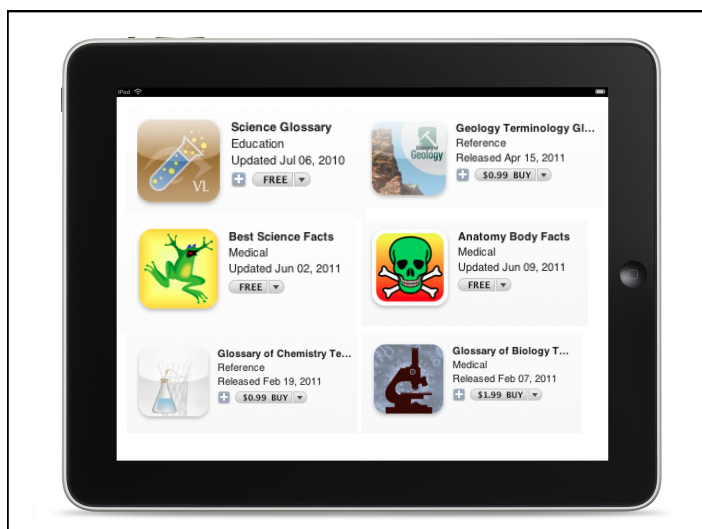 iPad
Science Glossary
Education
Updated Jul 06, 2010
FREE
VL
Geology Terminology Gl...
Reference
Released Apr 15, 2011
$0.99 BUY
Geology
Best Science Facts
Medical
Updated Jun 02, 2011
FREE
Anatomy Body Facts
Medical
Updated Jun 09, 2011
FREE
Glossary of Chemistry Te...
Reference
Released Feb 19, 2011
$0.99 BUY
Glossary of Biology T...
Medical
Released Feb 07, 2011
$1.99 BUY